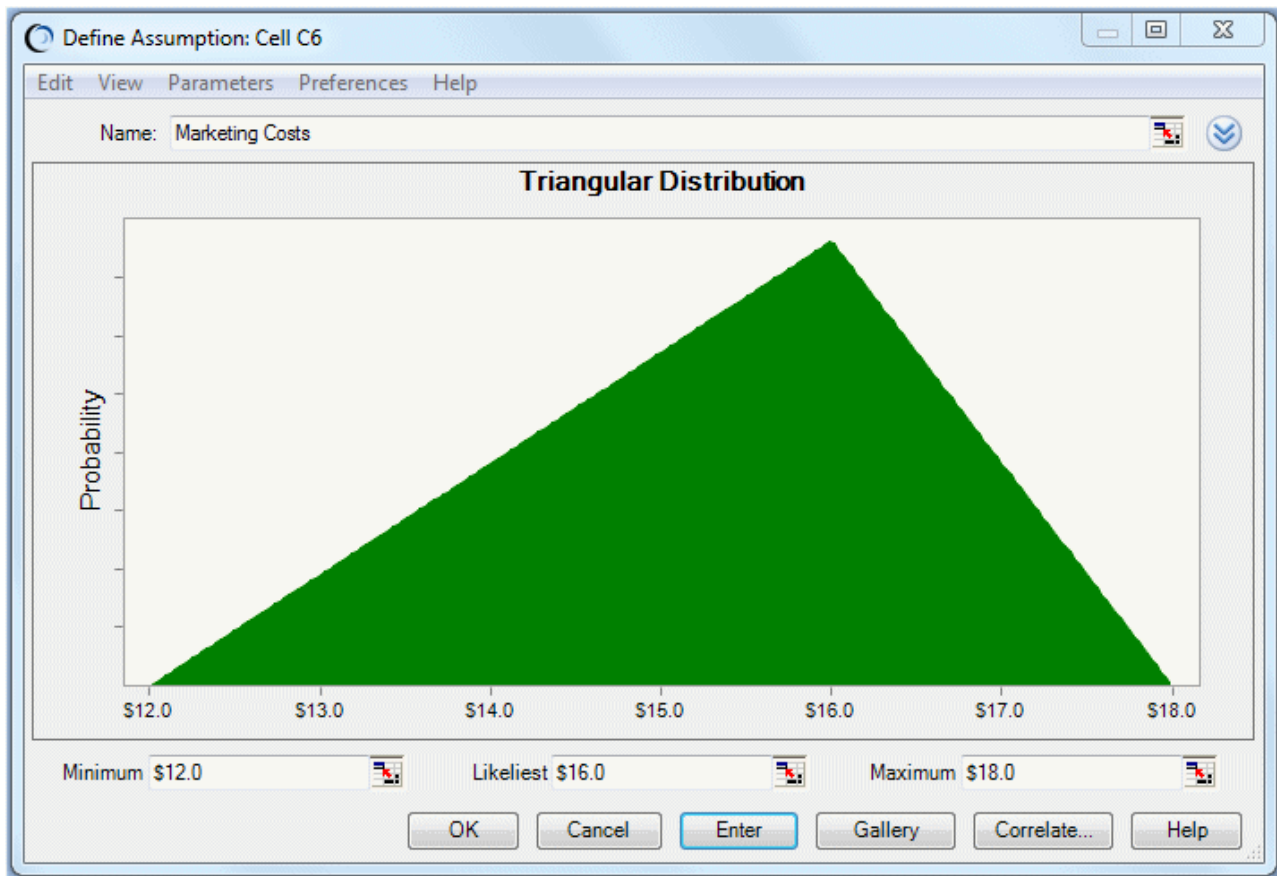 Define Assumption: Cell C6
Edit View Parameters Preferences Help
Name: Marketing Costs
Triangular Distribution
Probability
$12.0 $13.0 $14.0 $15.0 $16.0 $17.0 $18.0
Minimum $12.0 Likeliest $16.0 Maximum $18.0
OK Cancel Enter Gallery Correlate... Help